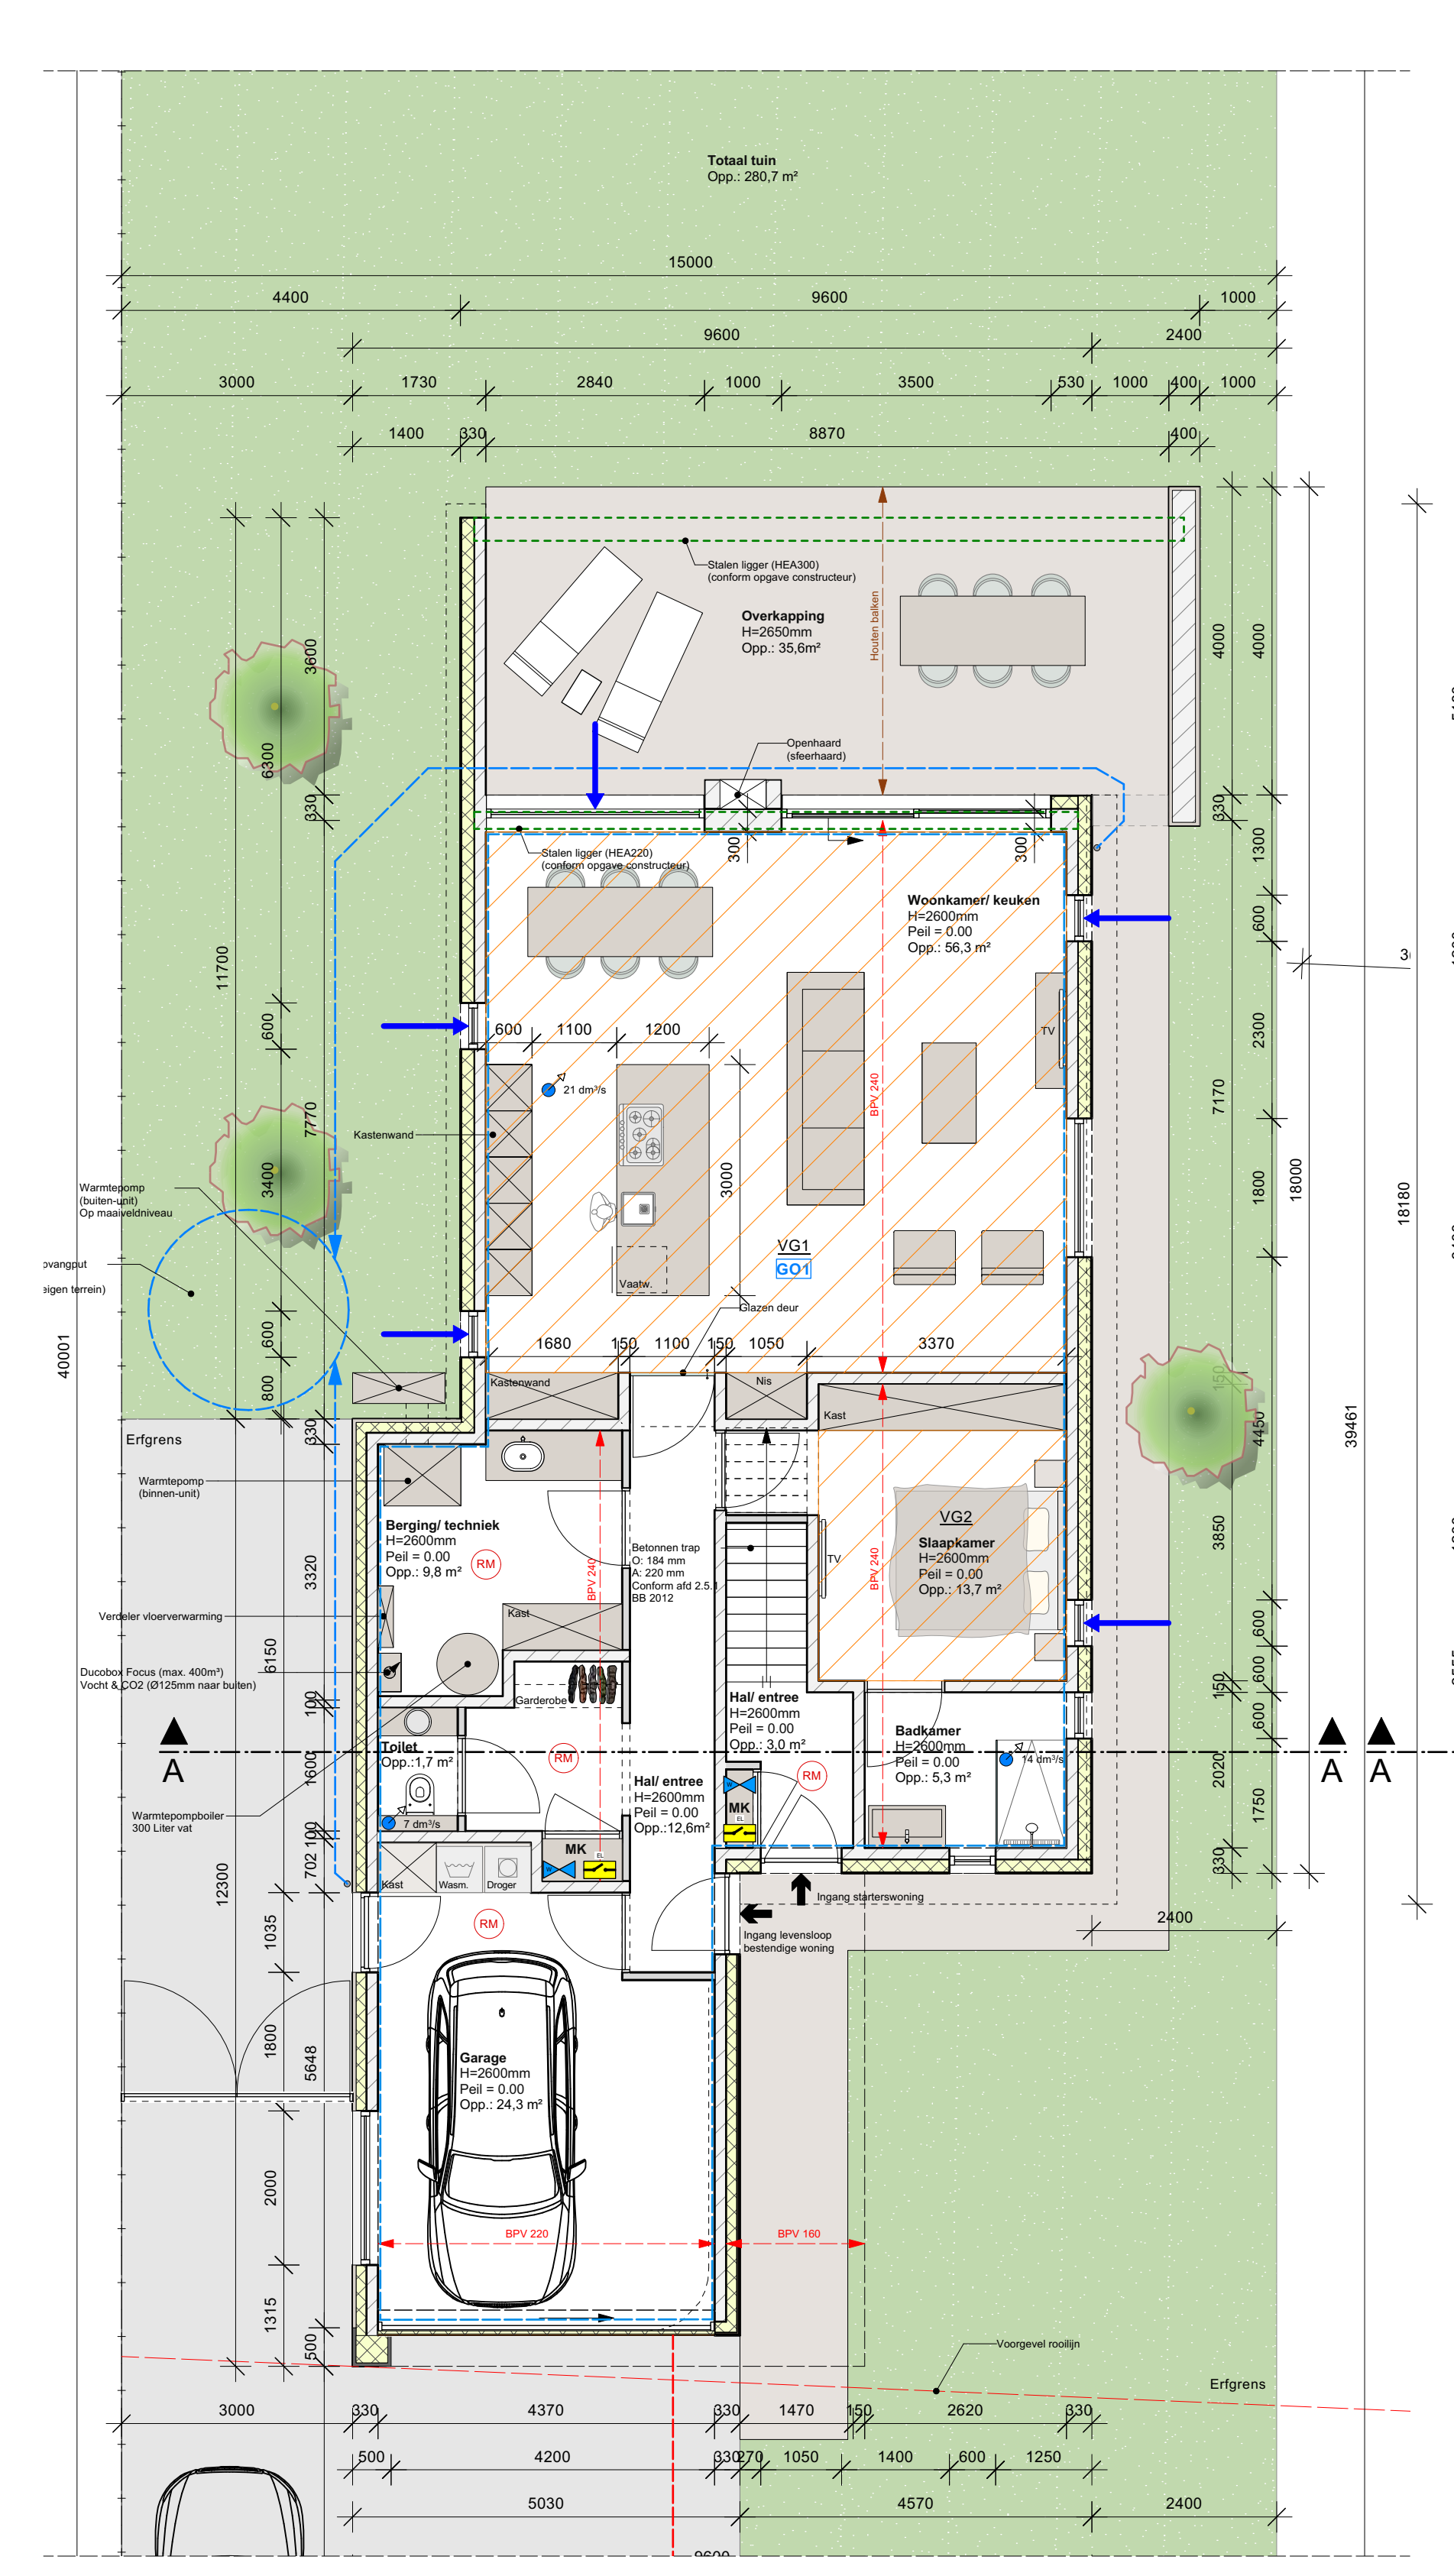 Totaal tuin
Opp.: 280,7 m²
15000
4400
9600
1000
9600
2400
3000
1730
2840
1000
3500
530
1000
400
1000
1400
330
8870
400
Stalen ligger (HEA300)
(conform opgave constructeur)
Overkapping
H=2650mm
Opp.: 35,6m²
Houten balken
3600
4000
4000
6300
330
330
Openhaard
(sfeerhaard)
Stalen ligger (HEA220)
(conform opgave constructeur)
300
300
1300
Woonkamer/ keuken
H=2600mm
Peil = 0.00
Opp.: 56,3 m²
600
11700
600
600
1100
1200
2300
TV
21 dm³/s
BPV 240
7170
7770
Kastenwand
3400
3000
1800
18000
18180
Warmtepomp
(buiten-unit)
Op maaiveldniveau
VG1
GO1
Vaatw.
eigen terrein)
Glazen deur
40001
600
1680
150
1100
150
1050
3370
800
Kastenwand
Nis
Kast
150
4450
39461
330
Erfgrens
Warmtepomp
(binnen-unit)
Berging/ techniek
H=2600mm
Peil = 0.00
Opp.: 9,8 m²
RM
BPV 240
Betonnen trap
O: 184 mm
A: 220 mm
Conform afd 2.5.1
BB 2012
TV
BPV 240
VG2
Slaapkamer
H=2600mm
Peil = 0.00
Opp.: 13,7 m²
3850
3320
Kast
Verdeler vloerverwarming
600
6150
Ducobox Focus (max. 400m³)
Vocht & CO2 (Ø125mm naar buiten)
600
150
100
Garderobe
Hal/ entree
H=2600mm
Peil = 0.00
Opp.: 3,0 m²
600
Badkamer
H=2600mm
Peil = 0.00
Opp.: 5,3 m²
14 dm³/s
Toilet
Opp.:1,7 m²
RM
RM
A
A
A
1600
2020
Hal/ entree
H=2600mm
Peil = 0.00
Opp.:12,6m²
1750
Warmtepompboiler
300 Liter vat
7 dm³/s
MK
EL
100
MK
EL
702
330
Kast
Wasm.
Droger
12300
Ingang starterswoning
RM
2400
1035
Ingang levensloop
bestendige woning
1800
5648
Garage
H=2600mm
Peil = 0.00
Opp.: 24,3 m²
2000
BPV 220
BPV 160
1315
500
Voorgevel rooilijn
Erfgrens
3000
330
4370
330
1470
150
2620
330
500
4200
330
270
1050
1400
600
1250
5030
4570
2400